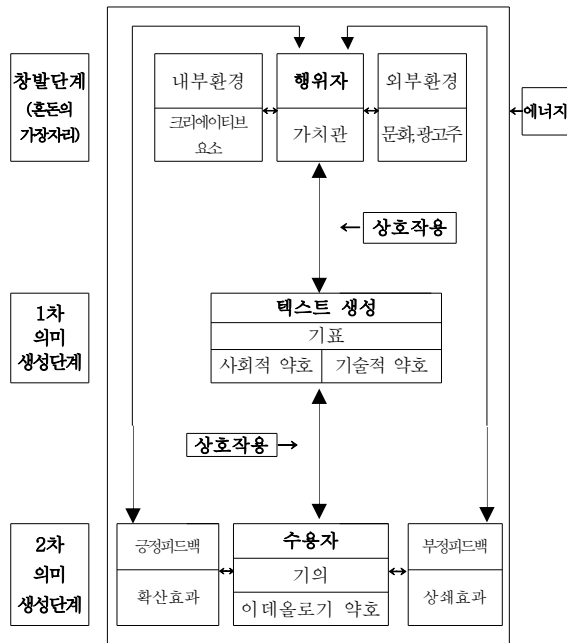 창발단계
(혼돈의
가장자리)
내부환경
크리에이티브
요소
행위자
가치관
외부환경
문화,광고주
에너지
상호작용
1차
의미
생성단계
텍스트 생성
기표
사회적 약호
기술적 약호
상호작용
2차
의미
생성단계
긍정피드백
확산효과
수용자
기의
이데올로기 약호
부정피드백
상쇄효과